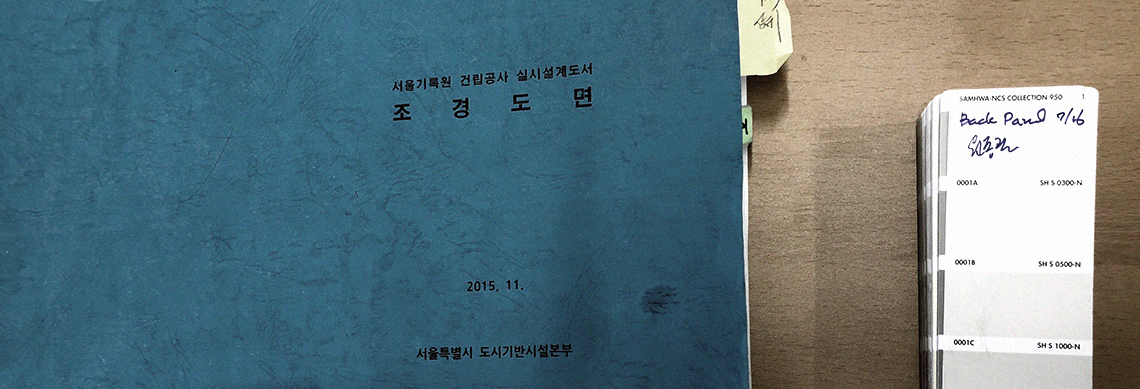 서울기록원 건립공사 실시설계도서
조경도면
2015. 11.
서울특별시 도시기반시설본부
SAMHWA-NCS COLLECTION 950 1
Back Panel 7/26
0001A SH S 0300-N
0001B SH S 0500-N
0001C SH S 1000-N